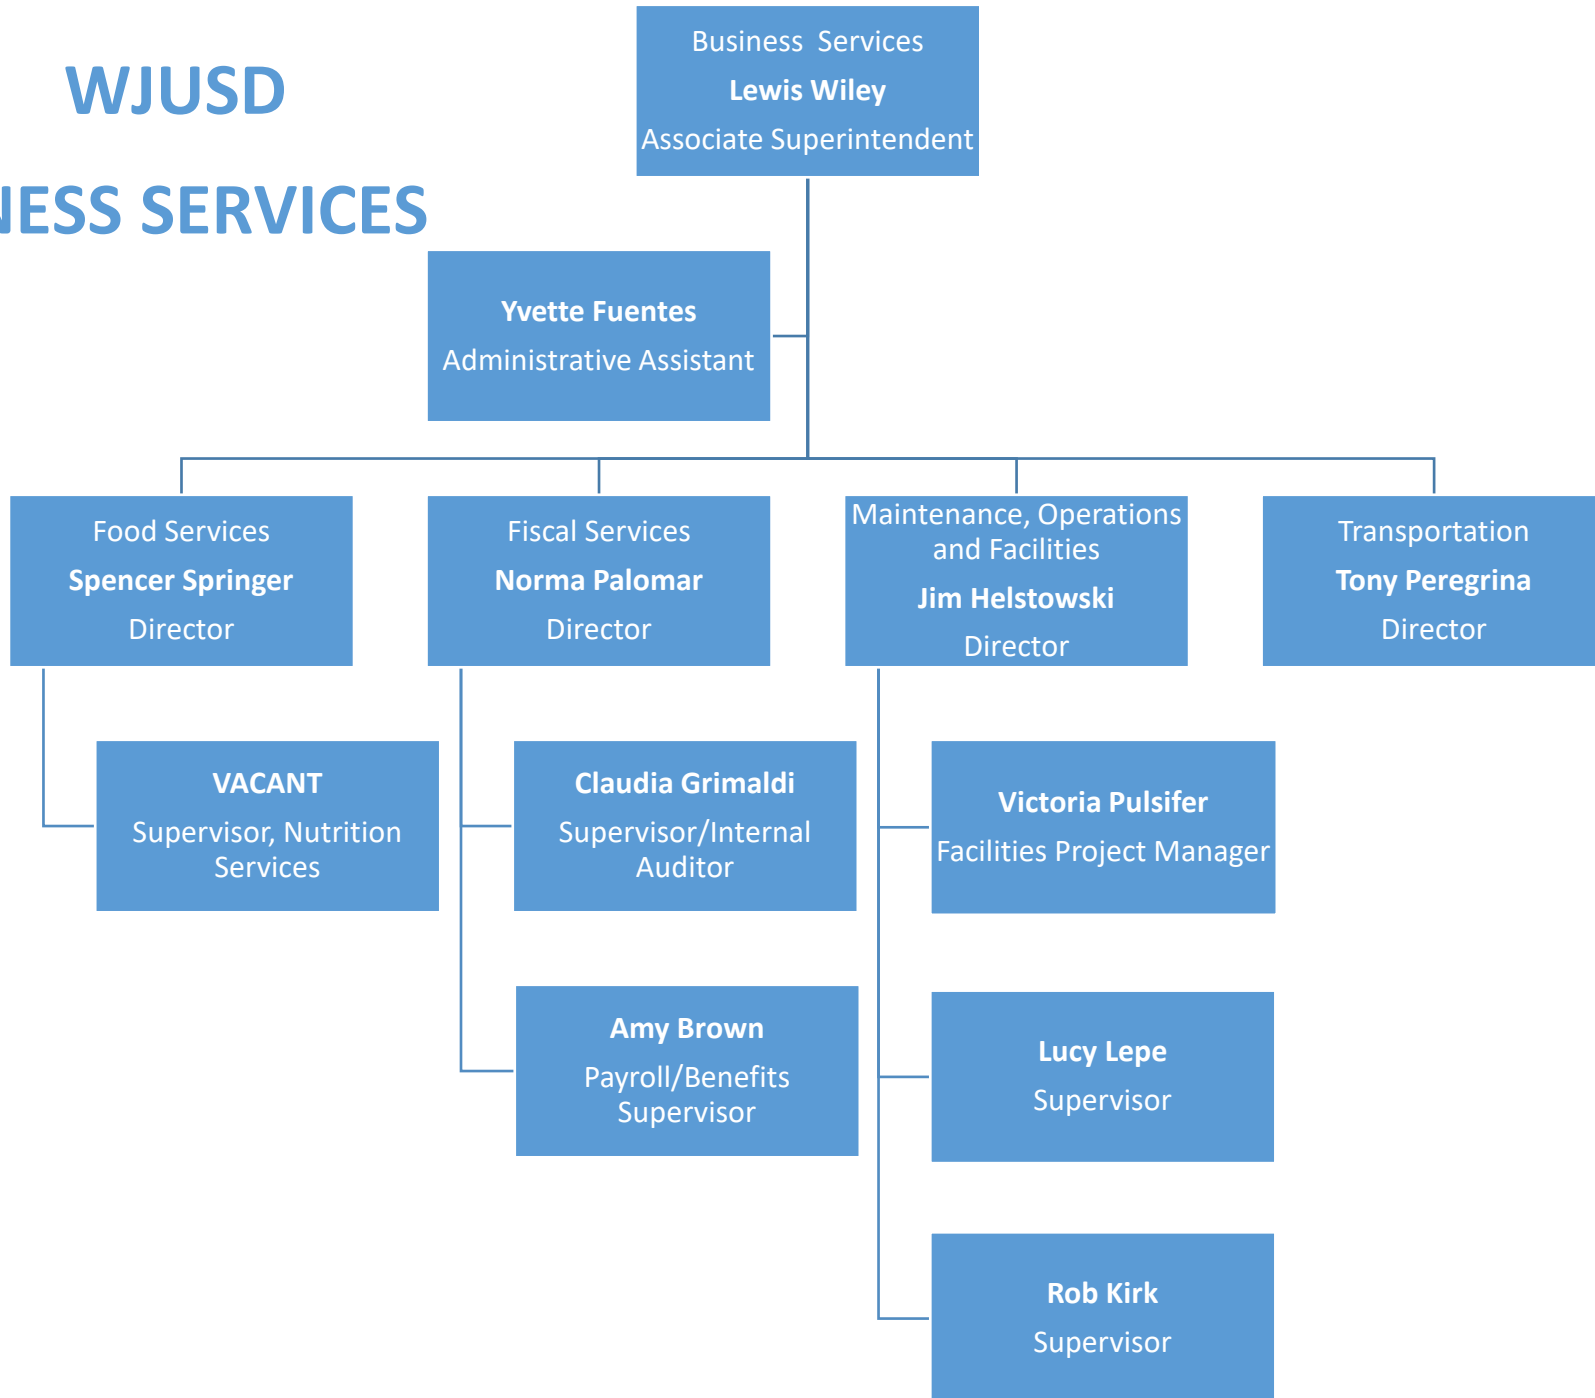 WJUSD
NESS SERVICES
Business  Services
Lewis Wiley
Associate Superintendent
Yvette Fuentes
Administrative Assistant
Food Services
Spencer Springer
Director
Fiscal Services
Norma Palomar
Director
Maintenance, Operations
and Facilities
Jim Helstowski
Director
Transportation
Tony Peregrina
Director
VACANT
Supervisor, Nutrition
Services
Claudia Grimaldi
Supervisor/Internal
Auditor
Victoria Pulsifer
Facilities Project Manager
Amy Brown
Payroll/Benefits
Supervisor
Lucy Lepe
Supervisor
Rob Kirk
Supervisor